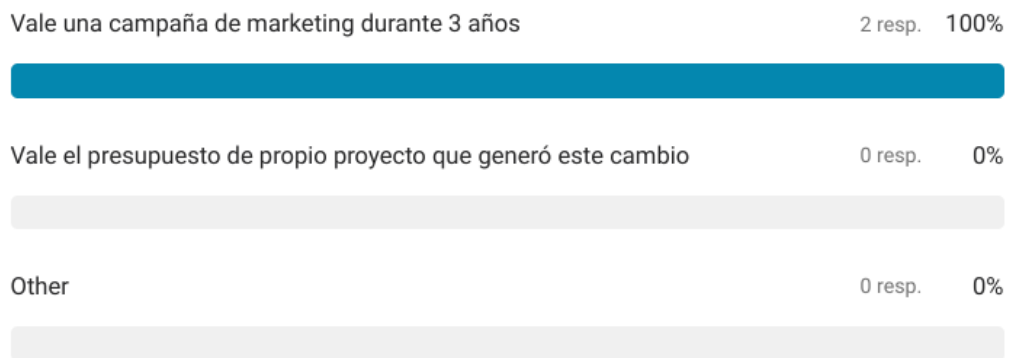 Vale una campaña de marketing durante 3 años 2 resp. 100%
Vale el presupuesto de propio proyecto que generó este cambio 0 resp. 0%
Other 0 resp. 0%